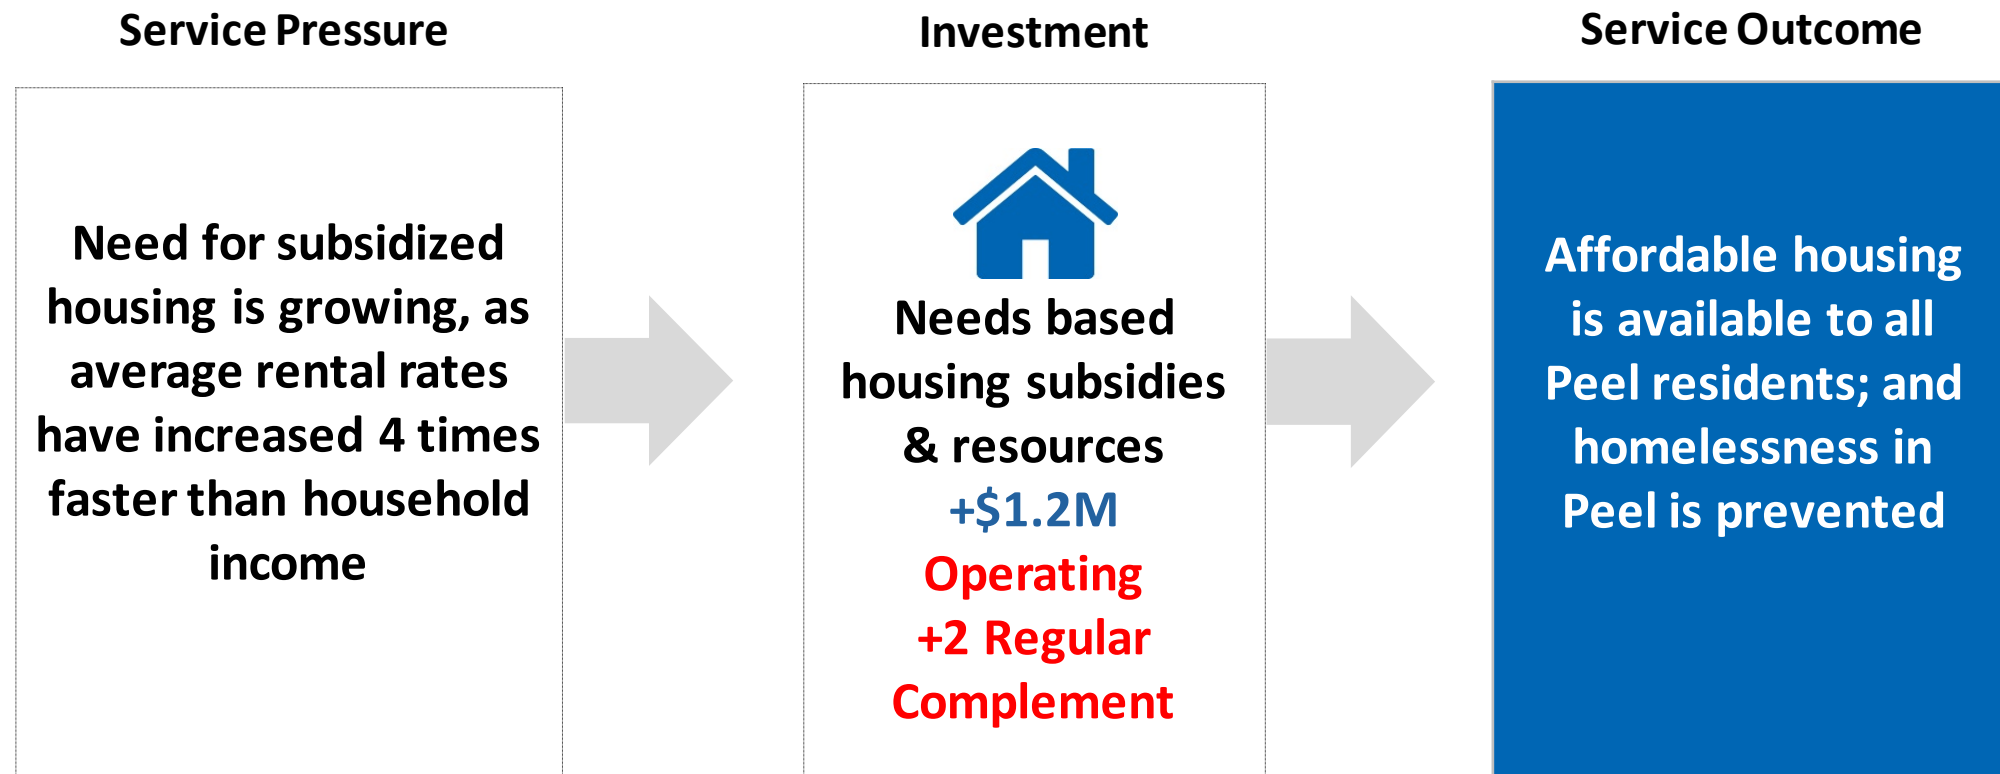 Service Pressure
Need for subsidized
housing is growing, as
average rental rates
have increased 4 times
faster than household
income
Investment
Needs based
housing subsidies
& resources
+$1.2M
Operating
+2 Regular
Complement
Service Outcome
Affordable housing
is available to all
Peel residents; and
homelessness in
Peel is prevented